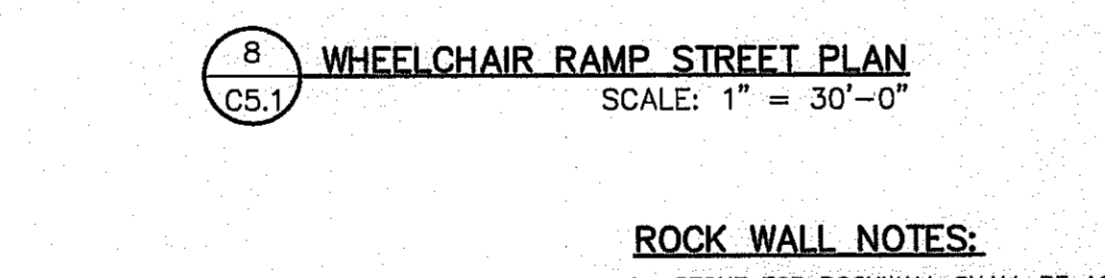 8
C5.1
WHEELCHAIR RAMP STREET PLAN
SCALE: 1" = 30'-0"
ROCK WALL NOTES: